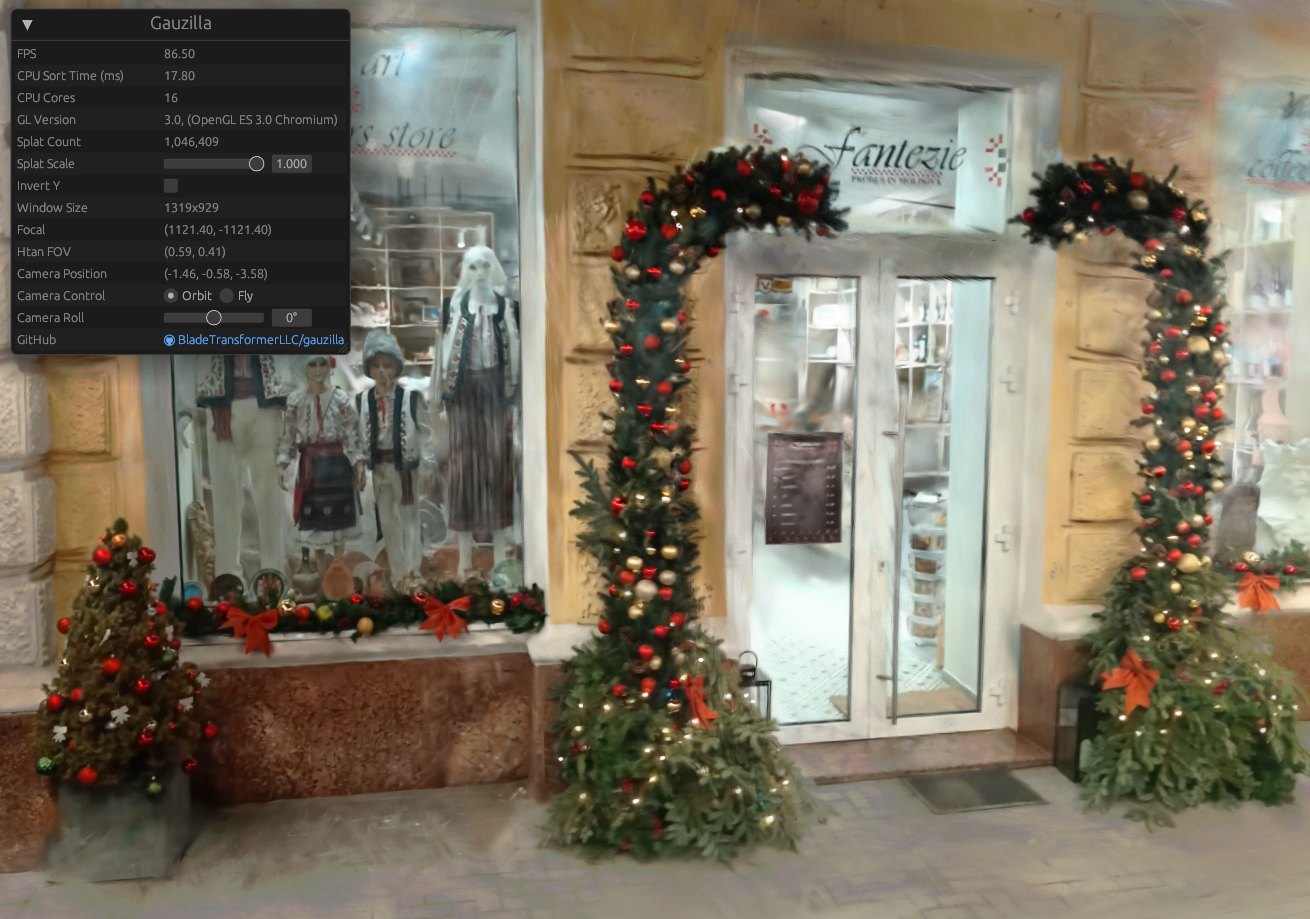 Gauzilla
FPS 86.50
CPU Sort Time (ms) 17.80
CPU Cores 16
GL Version 3.0, (OpenGL ES 3.0 Chromium)
Splat Count 1,046,409
Splat Scale 1.000
Invert Y
Window Size 1319x929
Focal (1121.40, -1121.40)
Htan FOV (0.59, 0.41)
Camera Position (-1.46, -0.58, -3.58)
Camera Control Orbit Fly
Camera Roll 0°
GitHub BladeTransformerLLC/gauzilla
art
store
fantezie